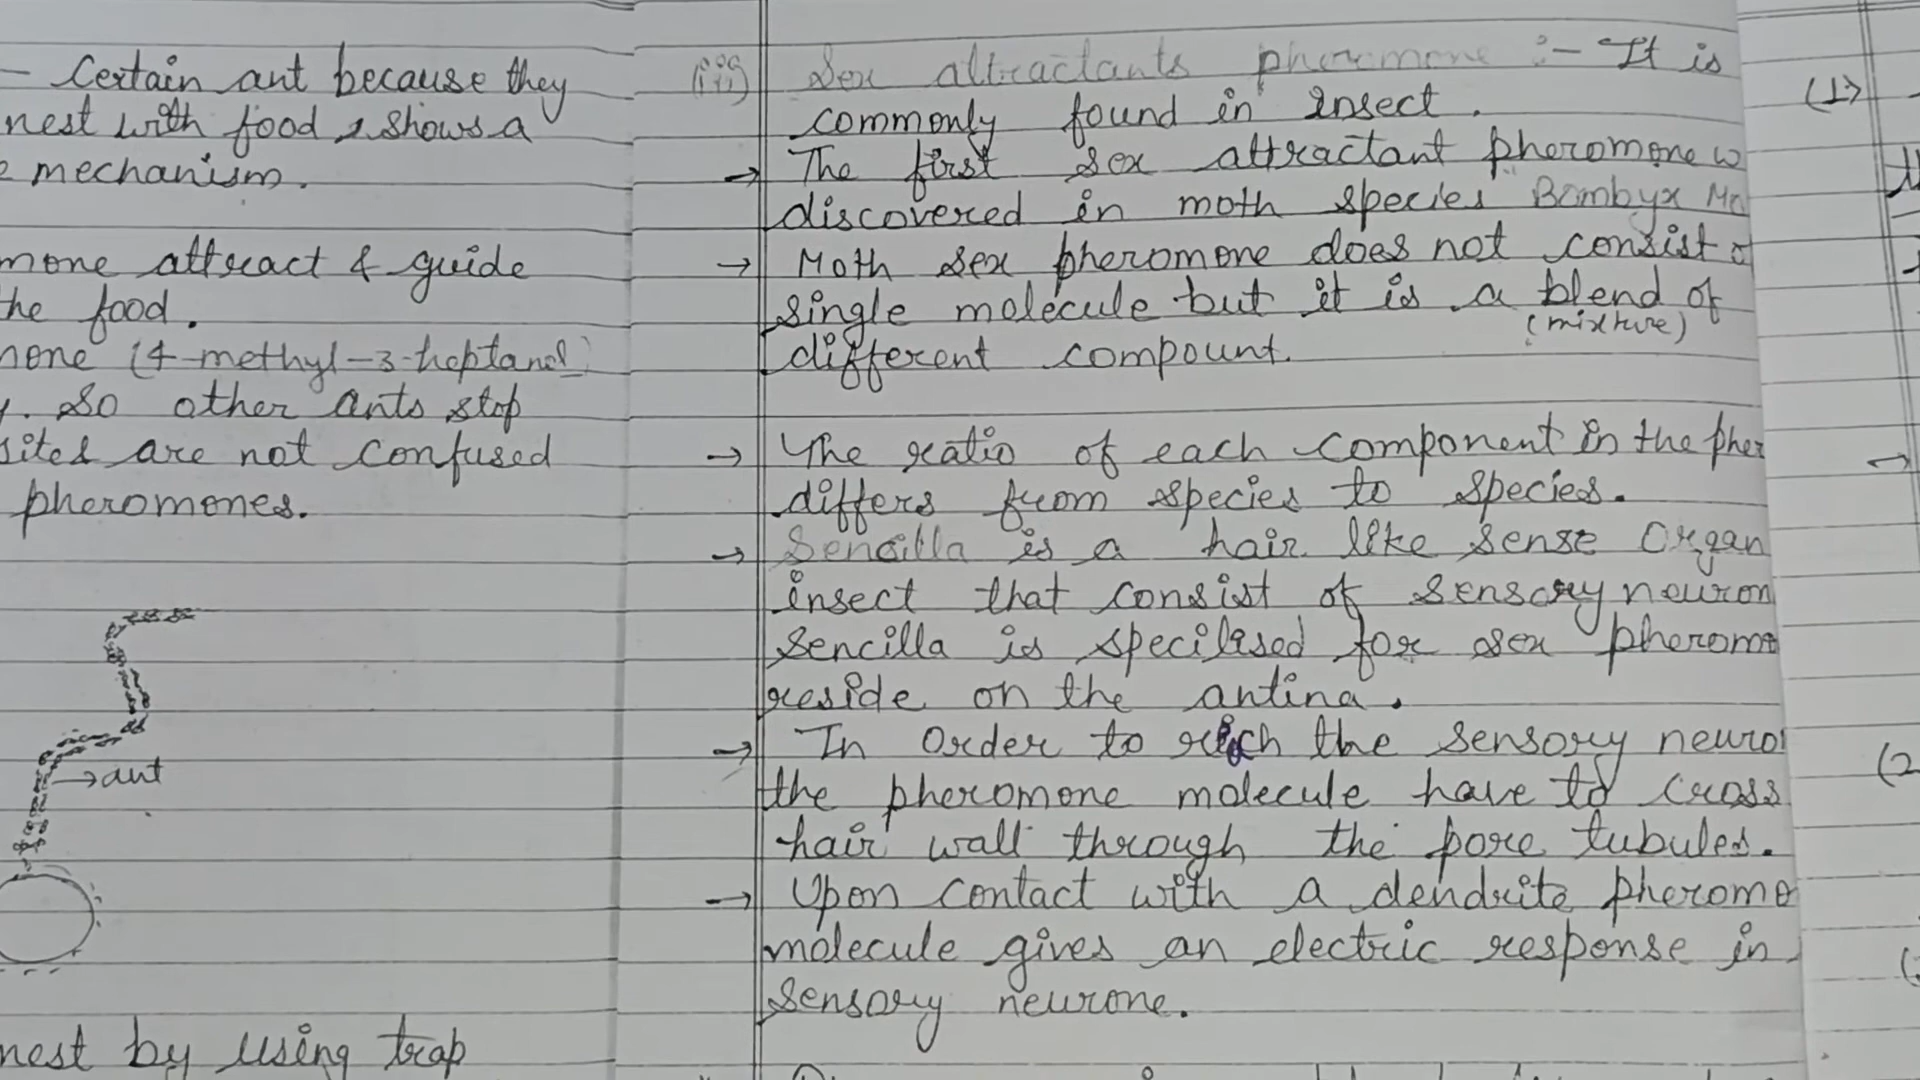 - Certain ant because they
nest with food & shows a
mechanism.
mone attract & guide
the food.
mone (4-methyl-3-heptanol)
y. So other ants stop
sites are not confused
pheromones.
→ ant
nest by using trap
(iii) Sex attractants pheromone :- It is
commonly found in insect.
→ The first sex attractant pheromone w
discovered in moth species Bombyx Mo
→ Moth sex pheromone does not consist o
single molecule but it is a blend of
(mixture)
different compount.
→ The ratio of each component in the pher
differs from species to species.
→ Sencilla is a hair like sense Organ
insect that consist of sensory neuron
Sencilla is specilised for sex pheromo
reside on the antina.
→ In order to reach the sensory neuro
the pheromone molecule have to cross
hair wall through the pore tubules.
→ Upon contact with a dendrite pheromo
molecule gives an electric response in
sensory neurone.
(1)
→
(2